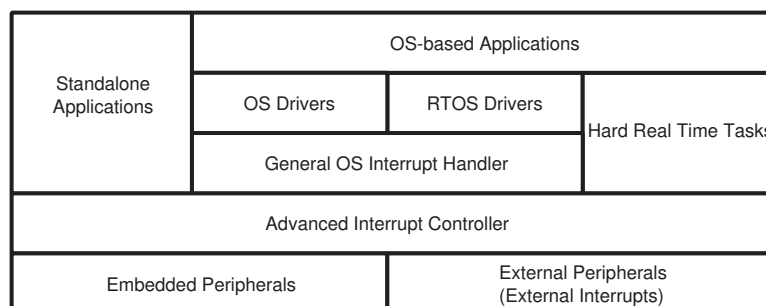 OS-based Applications
Standalone
Applications
OS Drivers
RTOS Drivers
Hard Real Time Tasks
General OS Interrupt Handler
Advanced Interrupt Controller
Embedded Peripherals
External Peripherals
(External Interrupts)